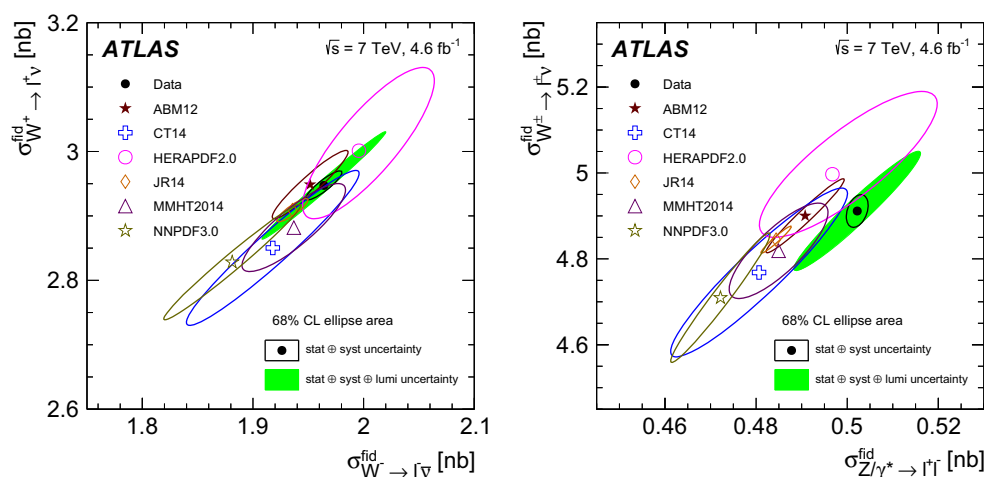 σ^fid_W⁺ → l⁺ν [nb]
3.2
3
2.8
2.6
ATLAS
√s = 7 TeV, 4.6 fb⁻¹
Data
ABM12
CT14
HERAPDF2.0
JR14
MMHT2014
NNPDF3.0
68% CL ellipse area
stat ⊕ syst uncertainty
stat ⊕ syst ⊕ lumi uncertainty
1.8 1.9 2 2.1
σ^fid_W⁻ → l⁻ν̅ [nb]
σ^fid_W± → l±ν [nb]
5.2
5
4.8
4.6
ATLAS
√s = 7 TeV, 4.6 fb⁻¹
Data
ABM12
CT14
HERAPDF2.0
JR14
MMHT2014
NNPDF3.0
68% CL ellipse area
stat ⊕ syst uncertainty
stat ⊕ syst ⊕ lumi uncertainty
0.46 0.48 0.5 0.52
σ^fid_Z/γ* → l⁺l⁻ [nb]